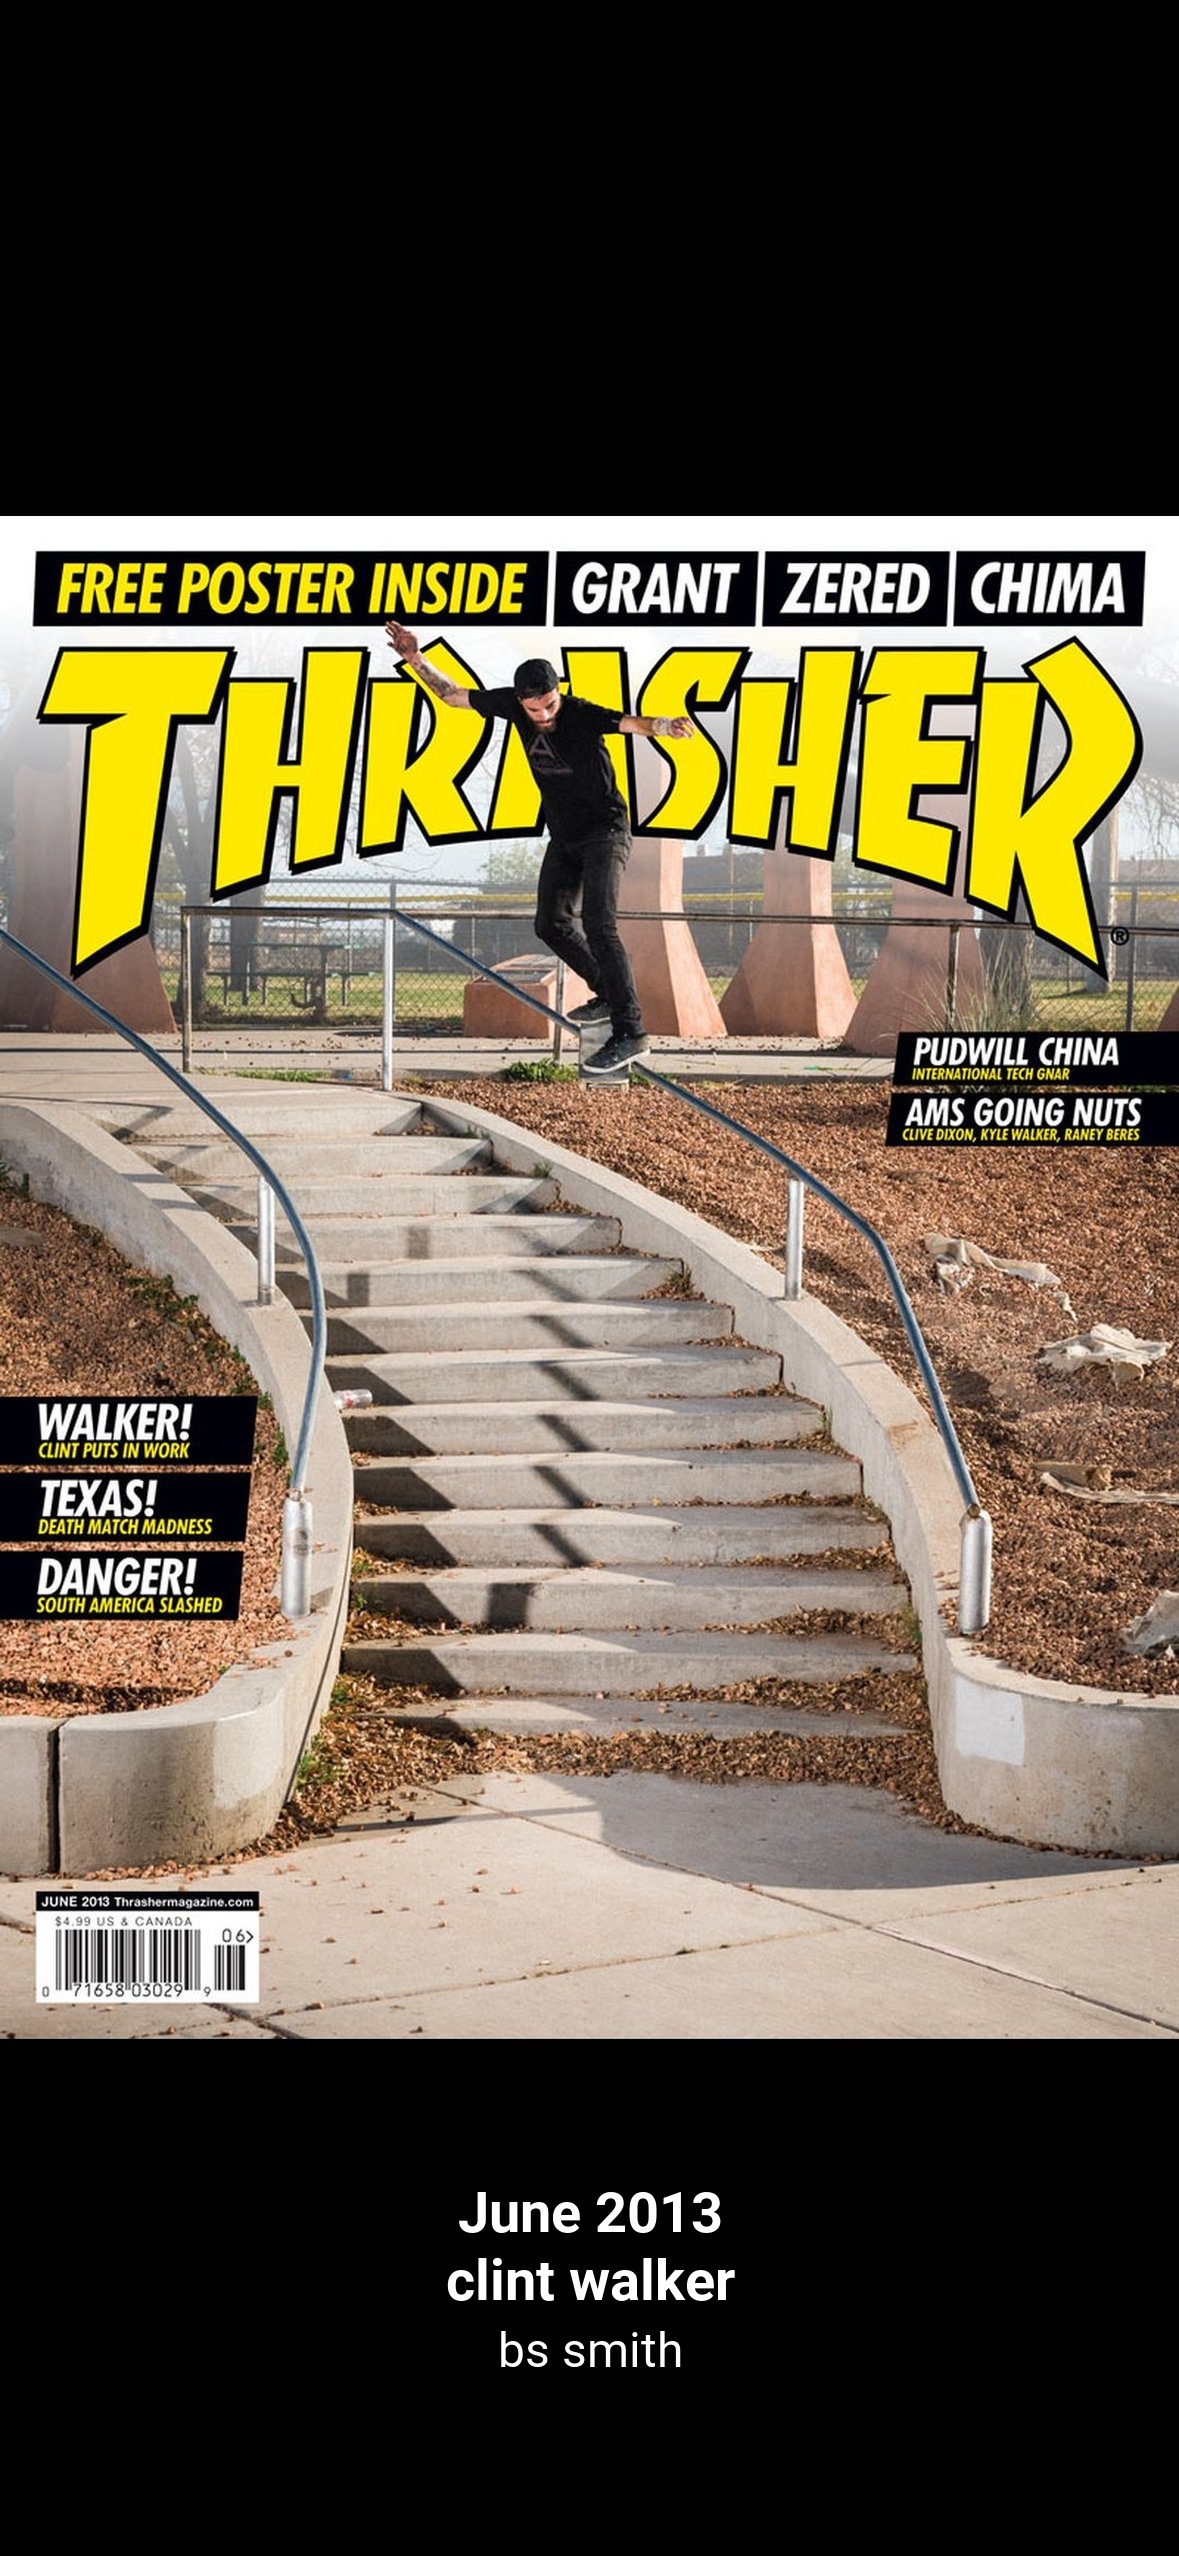 FREE POSTER INSIDE GRANT ZERED CHIMA
THRASHER
®
PUDWILL CHINA
INTERNATIONAL TECH GNAR
AMS GOING NUTS
CLIVE DIXON, KYLE WALKER, RANEY BERES
WALKER!
CLINT PUTS IN WORK
TEXAS!
DEATH MATCH MADNESS
DANGER!
SOUTH AMERICA SLASHED
JUNE 2013 Thrashermagazine.com
$4.99 US & CANADA
06>
0 71658 03029 9
June 2013
clint walker
bs smith